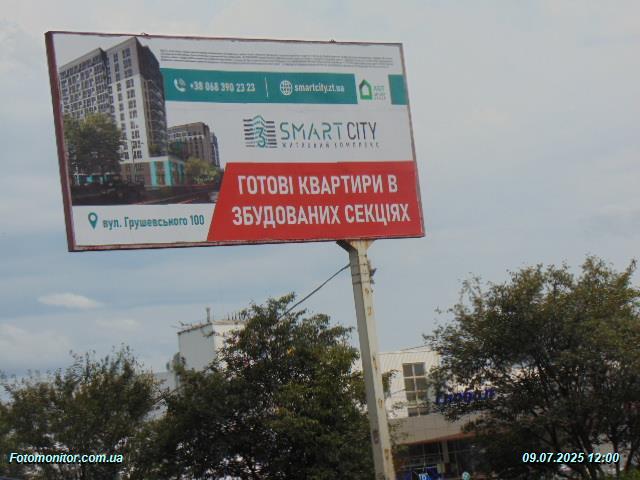 +38 068 390 23 23
smartcity.zt.ua
SMART CITY
ЖИТЛОВИЙ КОМПЛЕКС
ГОТОВІ КВАРТИРИ В
ЗБУДОВАНИХ СЕКЦІЯХ
вул. Грушевського 100
Fotomonitor.com.ua
09.07.2025 12:00